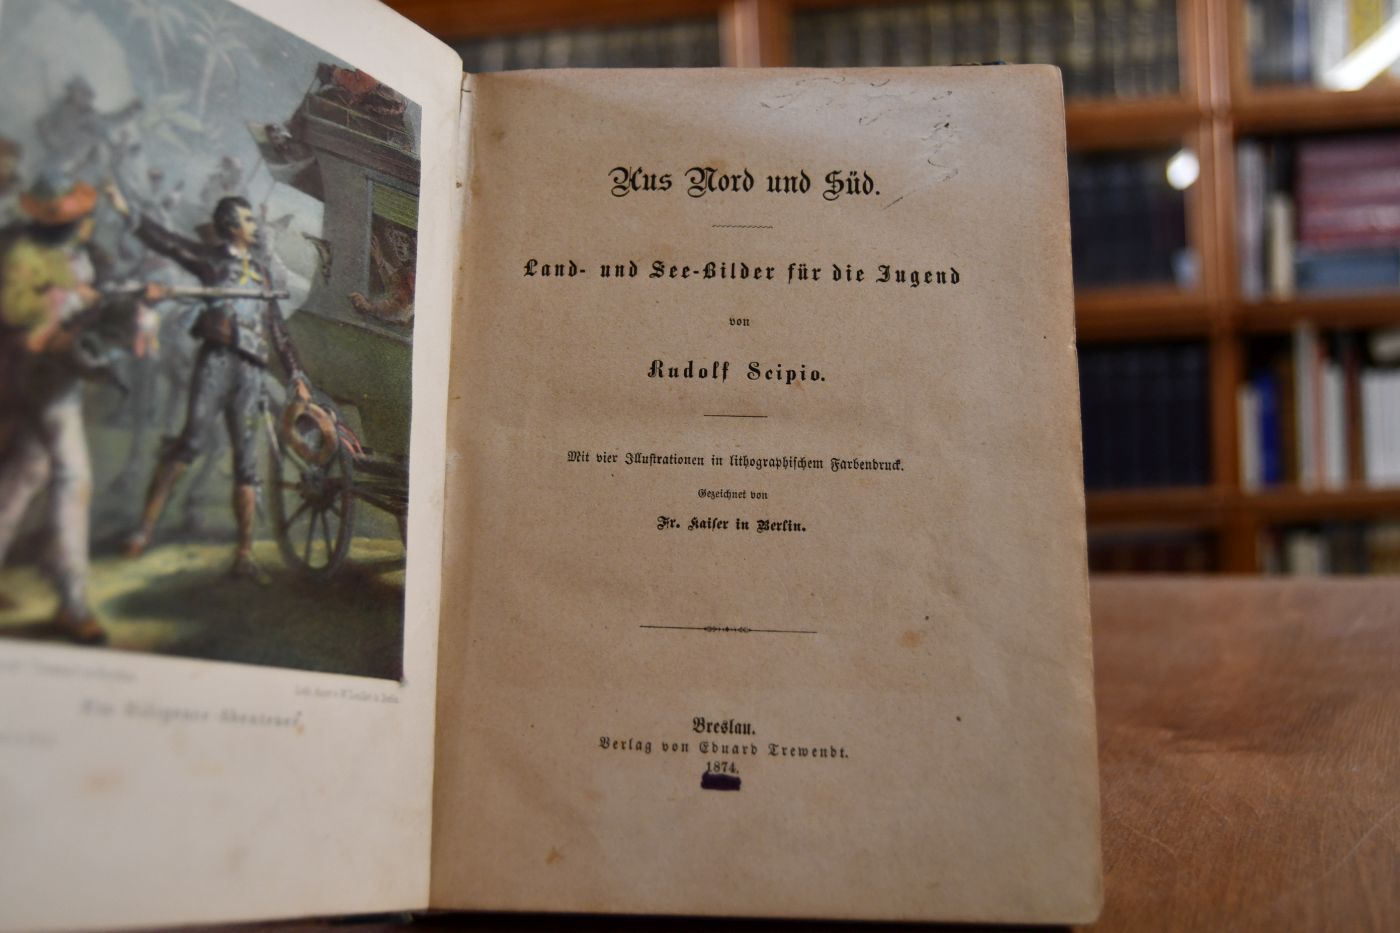 Aus Nord und Süd.
Land- und See-Bilder für die Jugend
von
Rudolf Scipio.
Mit vier Illustrationen in lithographischem Farbendruck.
Gezeichnet von
Fr. Kaiser in Berlin.
Breslau.
Verlag von Eduard Trewendt.
1874.